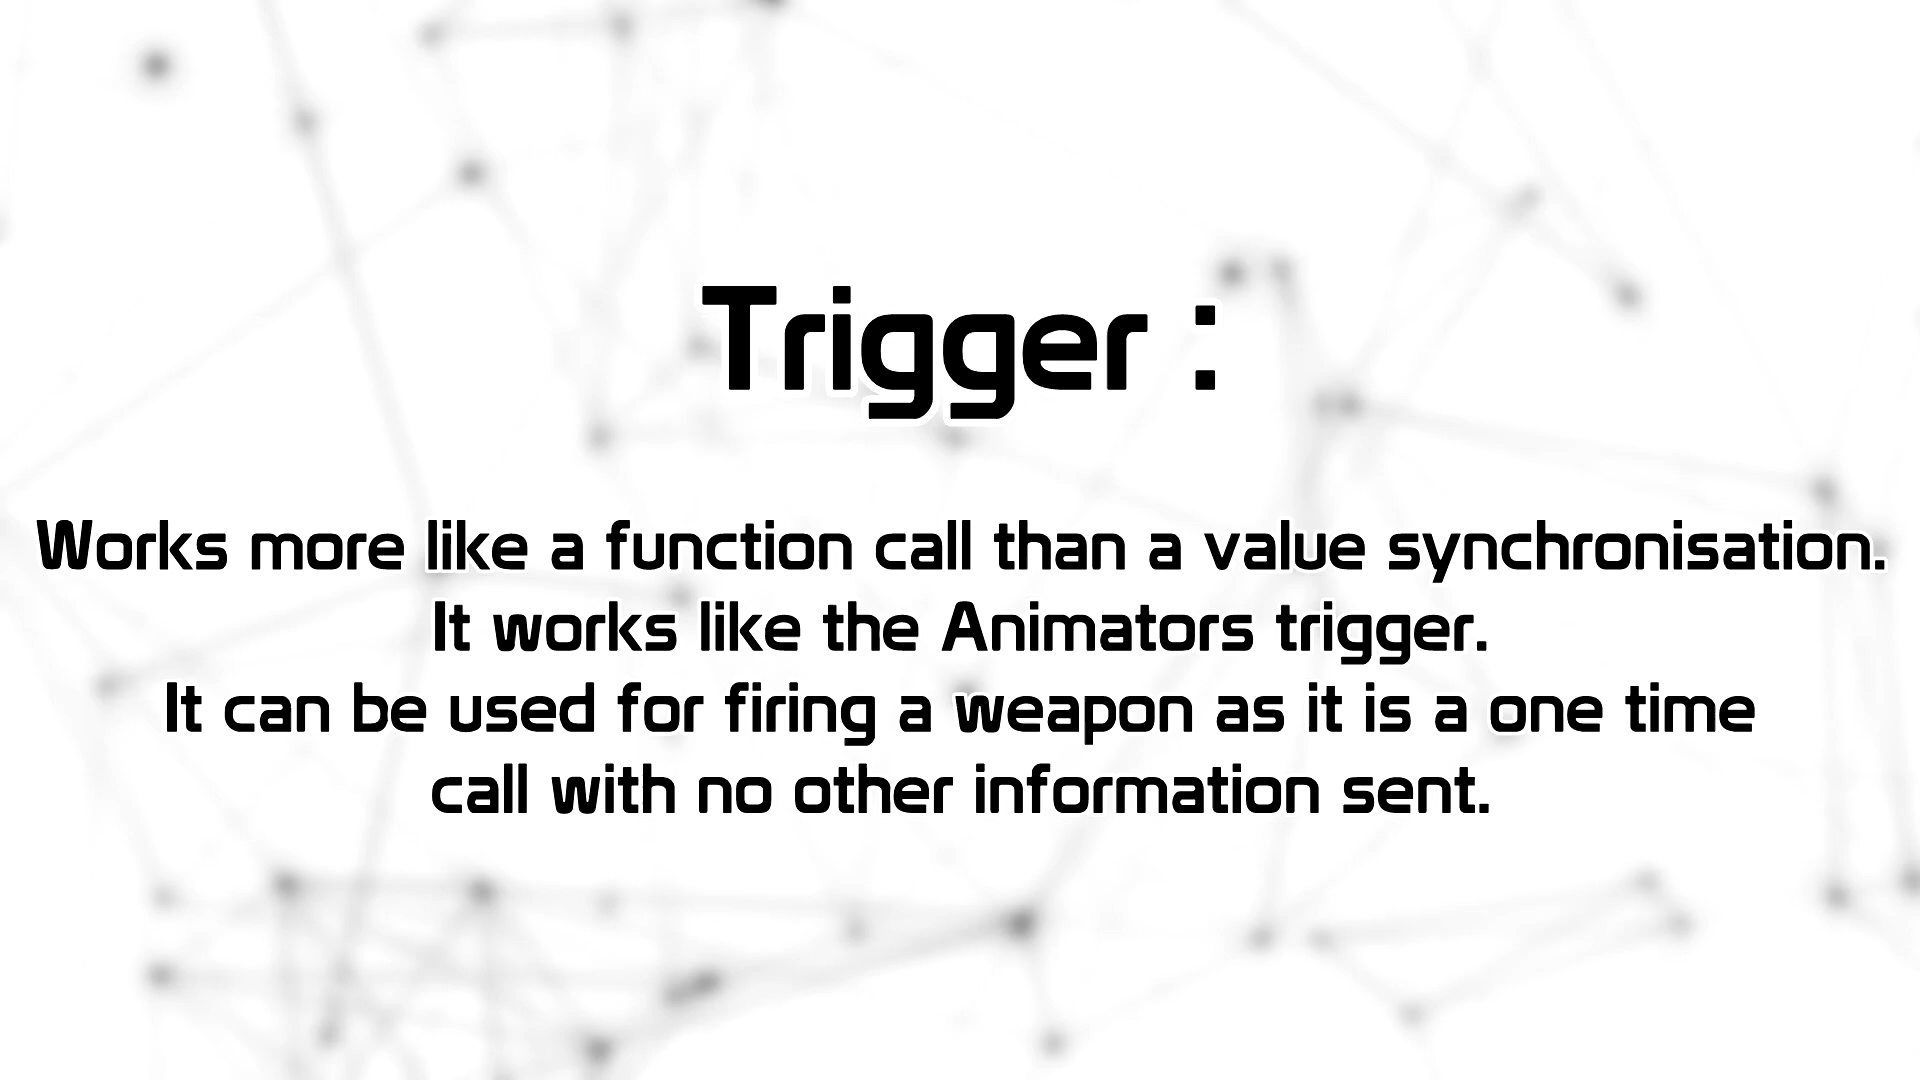 Trigger :
Works more like a function call than a value synchronisation.
It works like the Animators trigger.
It can be used for firing a weapon as it is a one time
call with no other information sent.